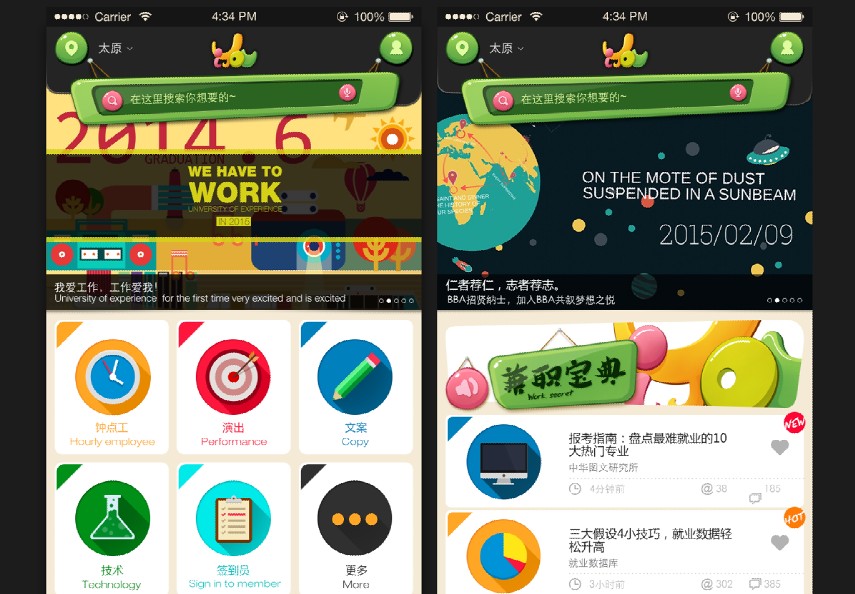 Carrier 4:34 PM 100%
太原
在这里搜索你想要的~
2014.6
GRADUATION
WE HAVE TO
WORK
UNIVERSITY OF EXPERIENCE
IN 2016
我爱工作，工作爱我！
University of experience for the first time very excited and is excited
钟点工
Hourly employee
演出
Performance
文案
Copy
技术
Technology
签到员
Sign in to member
更多
More
Carrier 4:34 PM 100%
太原
在这里搜索你想要的~
ON THE MOTE OF DUST
SUSPENDED IN A SUNBEAM
2015/02/09
THE HISTORY OF
OUR SPECIES
仁者荐仁，志者荐志。
BBA招贤纳士，加入BBA共叙梦想之悦
兼职宝典
Work secret
NEW
报考指南：盘点最难就业的10
大热门专业
中华图文研究所
4分钟前 @38 185
HOT
三大假设4小技巧，就业数据轻
松升高
就业数据库
3小时前 @302 365